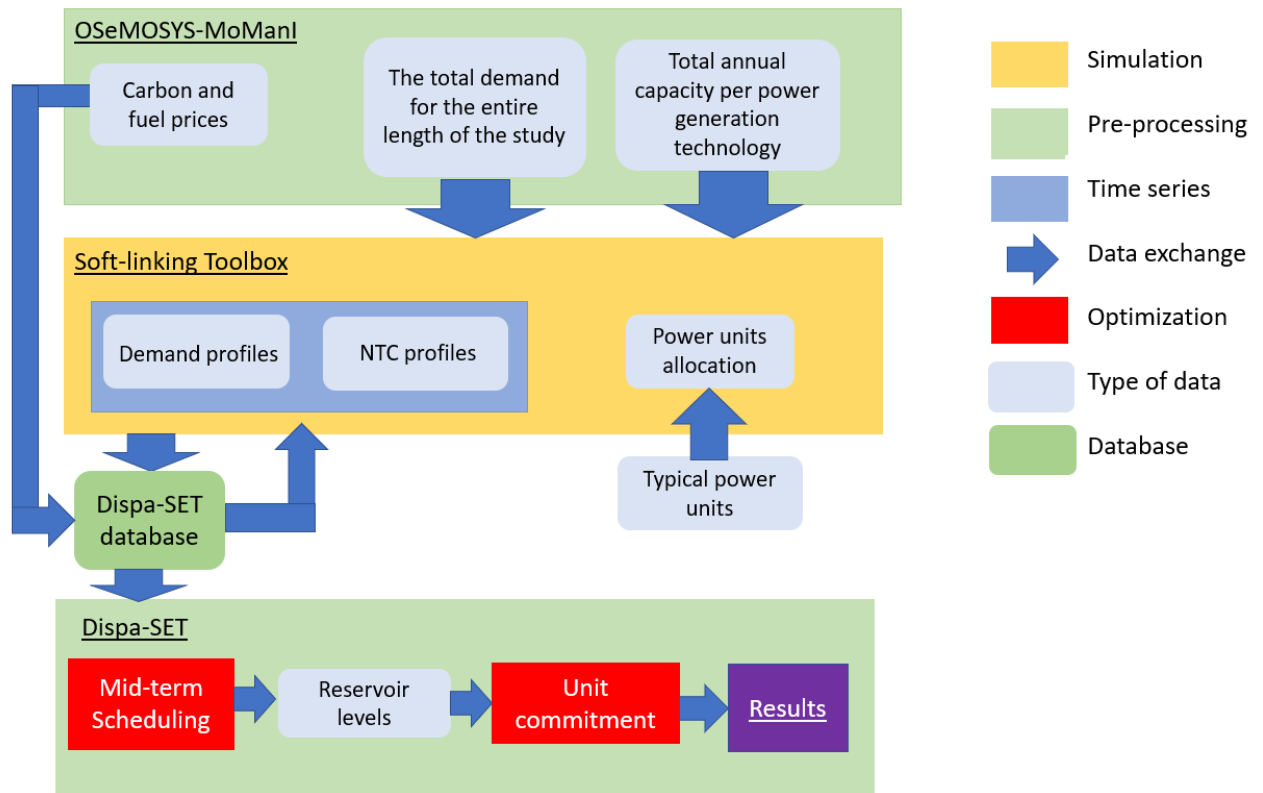 OSeMOSYS-MoManI
Carbon and
fuel prices
The total demand
for the entire
length of the study
Total annual
capacity per power
generation
technology
Soft-linking Toolbox
Demand profiles
NTC profiles
Power units
allocation
Typical power
units
Dispa-SET
database
Dispa-SET
Mid-term
Scheduling
Reservoir
levels
Unit
commitment
Results
Simulation
Pre-processing
Time series
Data exchange
Optimization
Type of data
Database